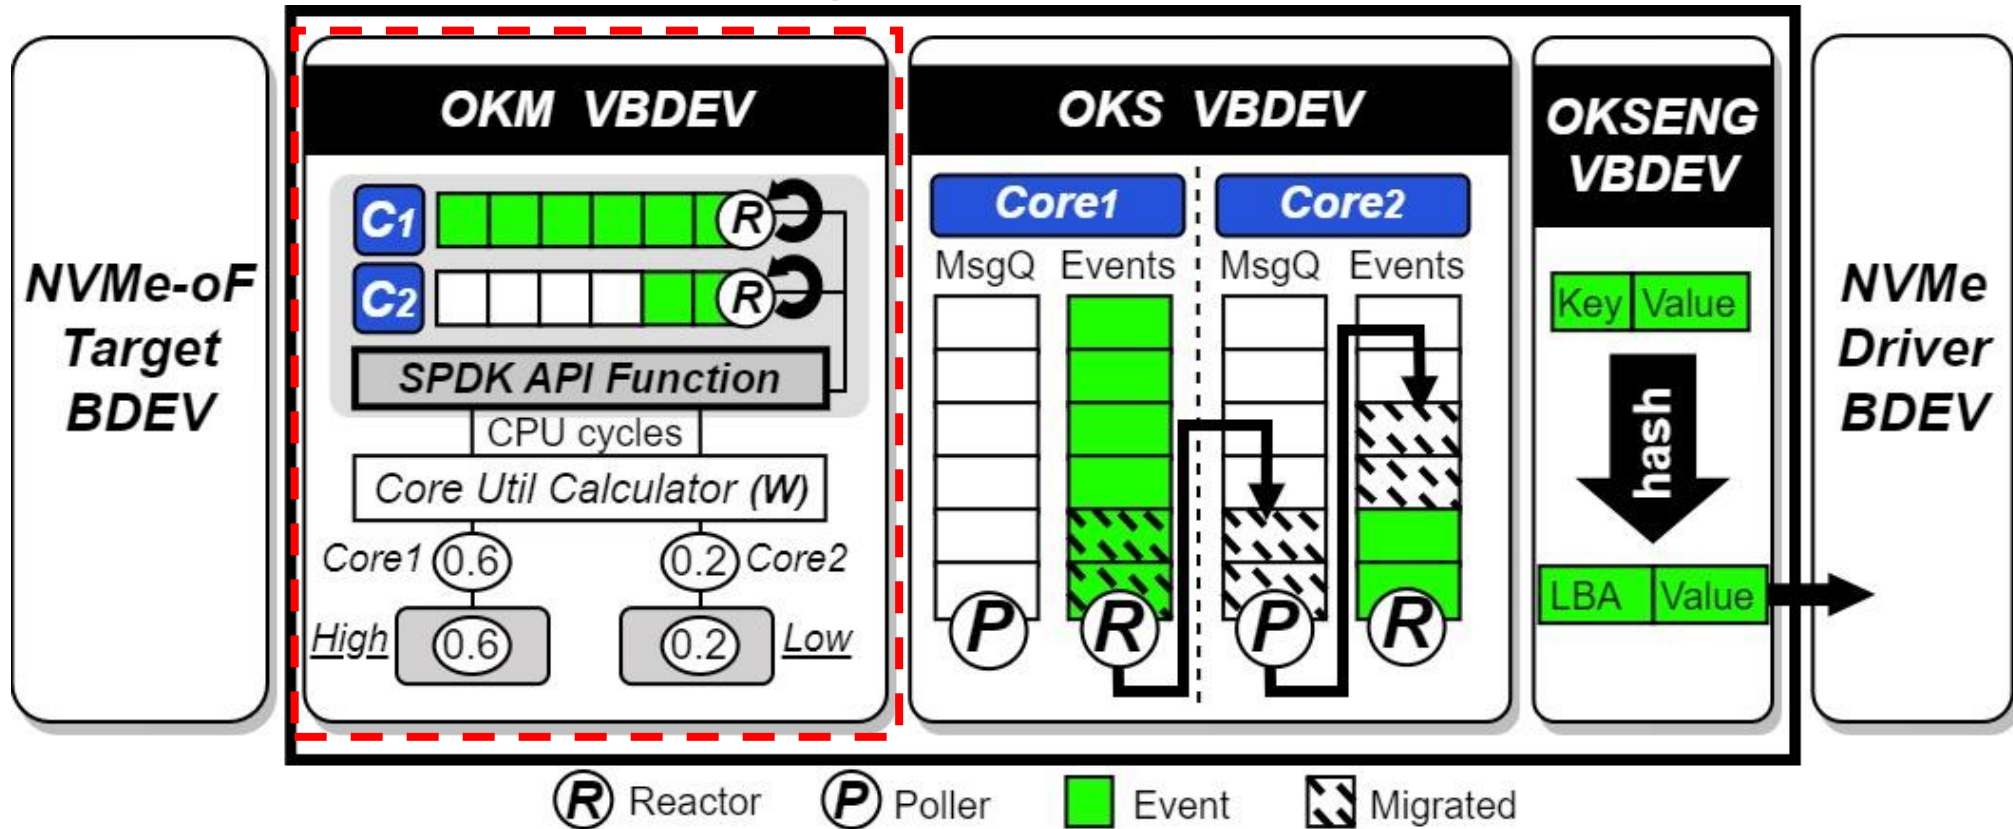 NVMe-oF
Target
BDEV
OKM VBDEV
C1
R
C2
R
SPDK API Function
CPU cycles
Core Util Calculator (W)
Core1 0.6 0.2 Core2
High 0.6 0.2 Low
OKS VBDEV
Core1 Core2
MsgQ Events MsgQ Events
P R P R
OKSENG
VBDEV
Key Value
hash
LBA Value
NVMe
Driver
BDEV
R Reactor P Poller Event Migrated